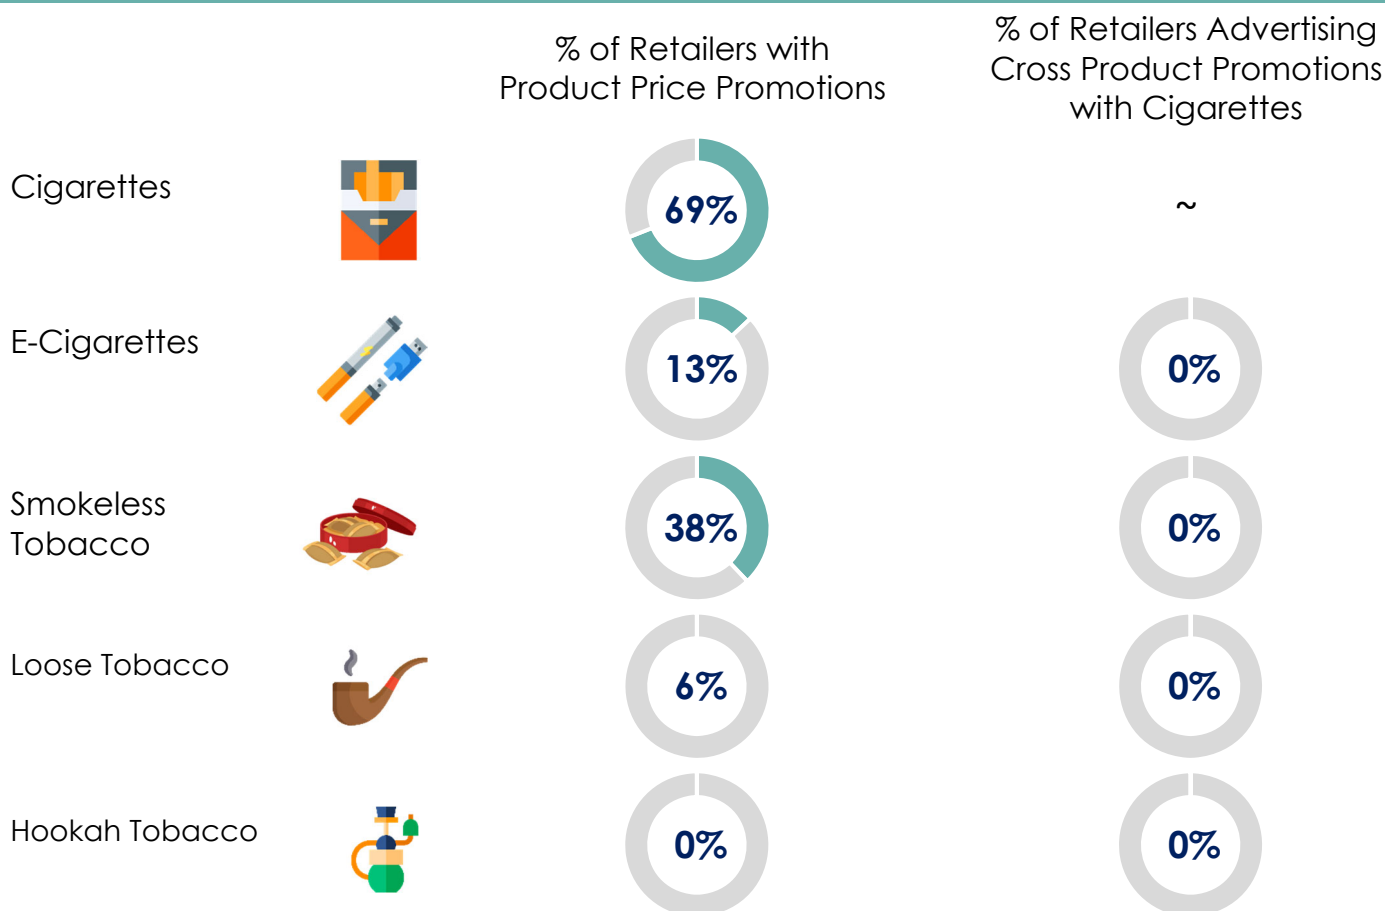 % of Retailers with
Product Price Promotions
% of Retailers Advertising
Cross Product Promotions
with Cigarettes
Cigarettes
69%
~
E-Cigarettes
13%
0%
Smokeless
Tobacco
38%
0%
Loose Tobacco
6%
0%
Hookah Tobacco
0%
0%